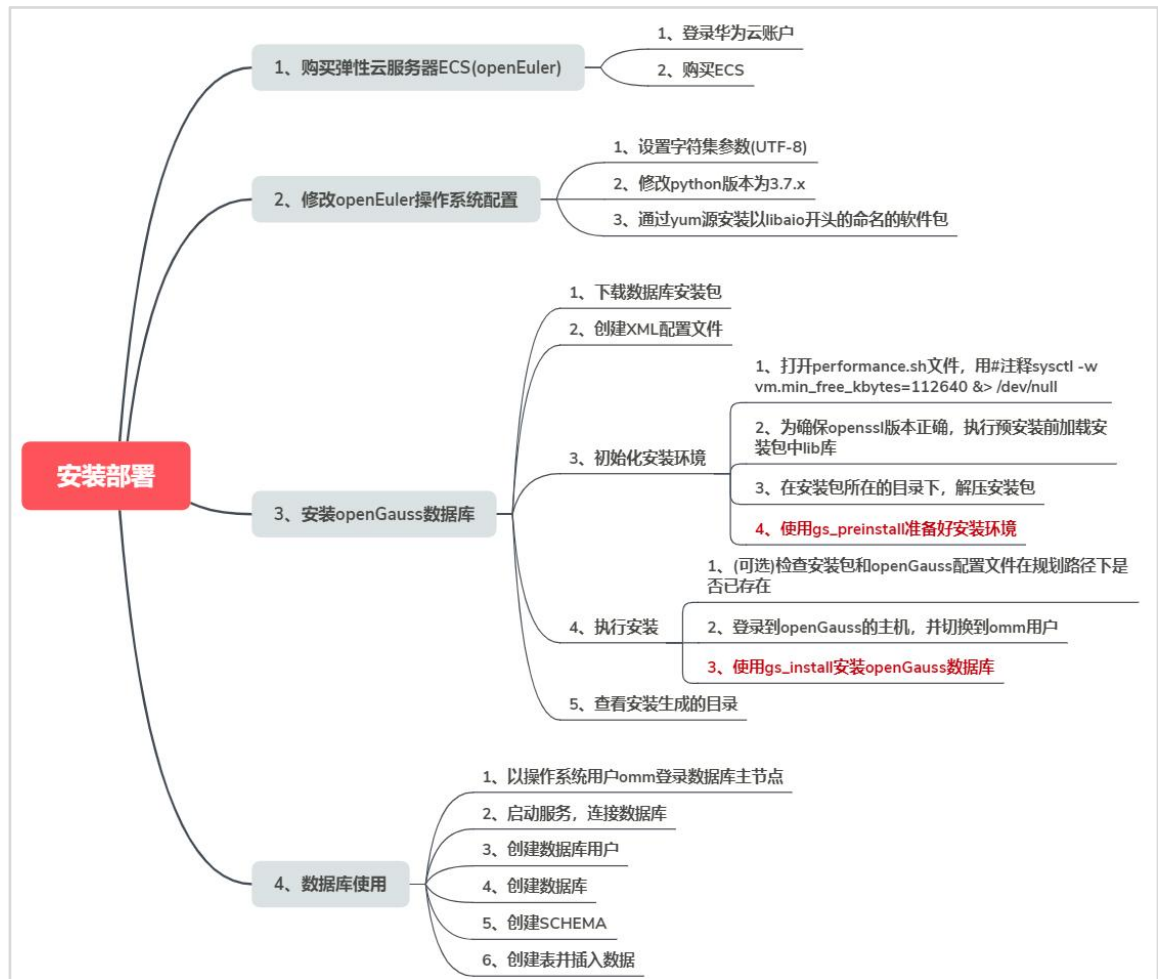 安装部署
1、购买弹性云服务器ECS(openEuler)
1、登录华为云账户
2、购买ECS
2、修改openEuler操作系统配置
1、设置字符集参数(UTF-8)
2、修改python版本为3.7.x
3、通过yum源安装以libaio开头的命名的软件包
3、安装openGauss数据库
1、下载数据库安装包
2、创建XML配置文件
3、初始化安装环境
1、打开performance.sh文件，用#注释sysctl -w
vm.min_free_kbytes=112640 &> /dev/null
2、为确保openssl版本正确，执行预安装前加载安
装包中lib库
3、在安装包所在的目录下，解压安装包
4、使用gs_preinstall准备好安装环境
4、执行安装
1、(可选)检查安装包和openGauss配置文件在规划路径下是
否已存在
2、登录到openGauss的主机，并切换到omm用户
3、使用gs_install安装openGauss数据库
5、查看安装生成的目录
4、数据库使用
1、以操作系统用户omm登录数据库主节点
2、启动服务，连接数据库
3、创建数据库用户
4、创建数据库
5、创建SCHEMA
6、创建表并插入数据